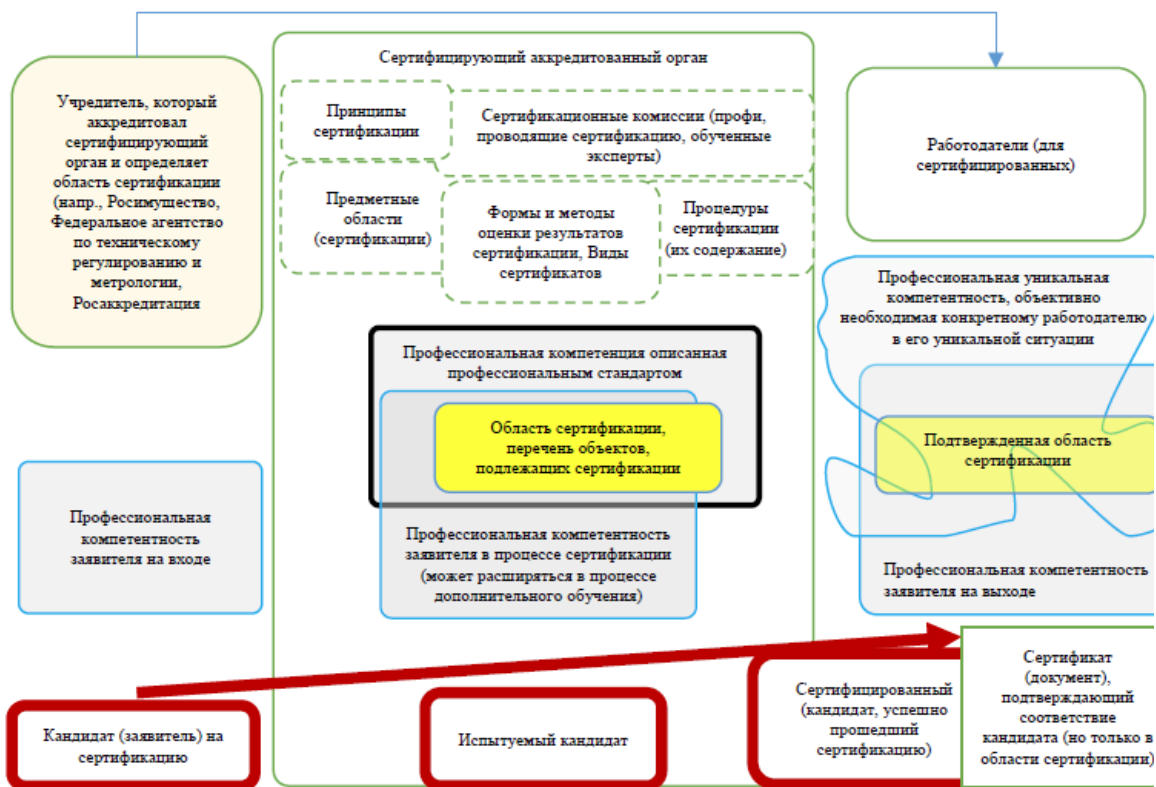 Сертифицирующий аккредитованный орган
Учредитель, который
аккредитовал
сертифицирующий
орган и определяет
область сертификации
(напр., Росимущество,
Федеральное агентство
по техническому
регулированию и
метрологии,
Росаккредитация
Принципы
сертификации
Сертификационные комиссии (профи,
проводящие сертификацию, обученные
эксперты)
Предметные
области
(сертификации)
Формы и методы
оценки результатов
сертификации, Виды
сертификатов
Процедуры
сертификации
(их содержание)
Работодатели (для
сертифицированных)
Профессиональная уникальная
компетентность, объективно
необходимая конкретному работодателю
в его уникальной ситуации
Профессиональная компетенция описанная
профессиональным стандартом
Область сертификации,
перечень объектов,
подлежащих сертификации
Подтвержденная область
сертификации
Профессиональная
компетентность
заявителя на входе
Профессиональная компетентность
заявителя в процессе сертификации
(может расширяться в процессе
дополнительного обучения)
Профессиональная компетентность
заявителя на выходе
Кандидат (заявитель) на
сертификацию
Испытуемый кандидат
Сертифицированный
(кандидат, успешно
прошедший
сертификацию)
Сертификат
(документ),
подтверждающий
соответствие
кандидата (но только в
области сертификации)